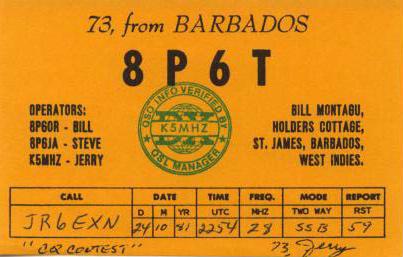 73, from BARBADOS
8P6T
OPERATORS:
8P6OR - BILL
8P6JA - STEVE
K5MHZ - JERRY
QSO INFO VERIFIED BY
K5MHZ
QSL MANAGER
BILL MONTAGU,
HOLDERS COTTAGE,
ST. JAMES, BARBADOS,
WEST INDIES.
CALL DATE TIME FREQ. MODE REPORT
D M YR UTC MHZ TWO WAY RST
JR6EXN 24 10 81 2254 28 SSB 59
"CQ CONTEST" 73, Jerry